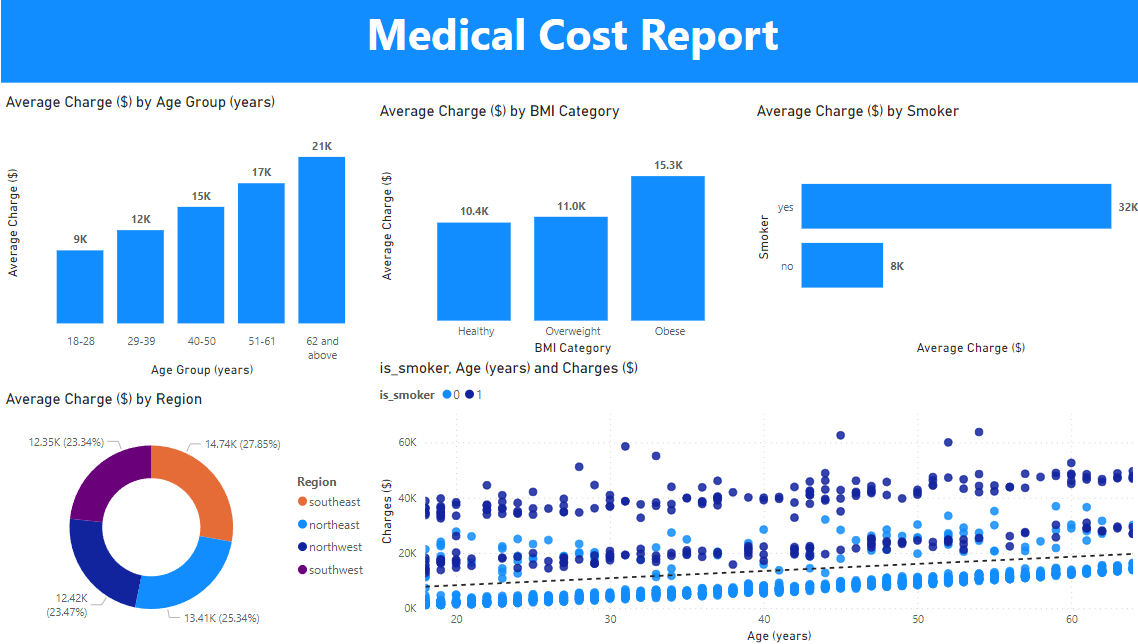 Medical Cost Report
Average Charge ($) by Age Group (years)
Average Charge ($)
9K
12K
15K
17K
21K
18-28
29-39
40-50
51-61
62 and
above
Age Group (years)
Average Charge ($) by BMI Category
Average Charge ($)
10.4K
11.0K
15.3K
Healthy
Overweight
Obese
BMI Category
Average Charge ($) by Smoker
Smoker
yes
32K
no
8K
Average Charge ($)
Average Charge ($) by Region
12.35K (23.34%)
14.74K (27.85%)
12.42K
(23.47%)
13.41K (25.34%)
Region
southeast
northeast
northwest
southwest
is_smoker, Age (years) and Charges ($)
is_smoker 0 1
Charges ($)
60K
40K
20K
0K
20
30
40
50
60
Age (years)